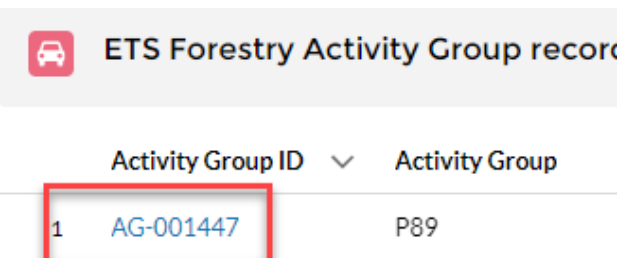 ETS Forestry Activity Group recor
Activity Group ID Activity Group
1 AG-001447 P89